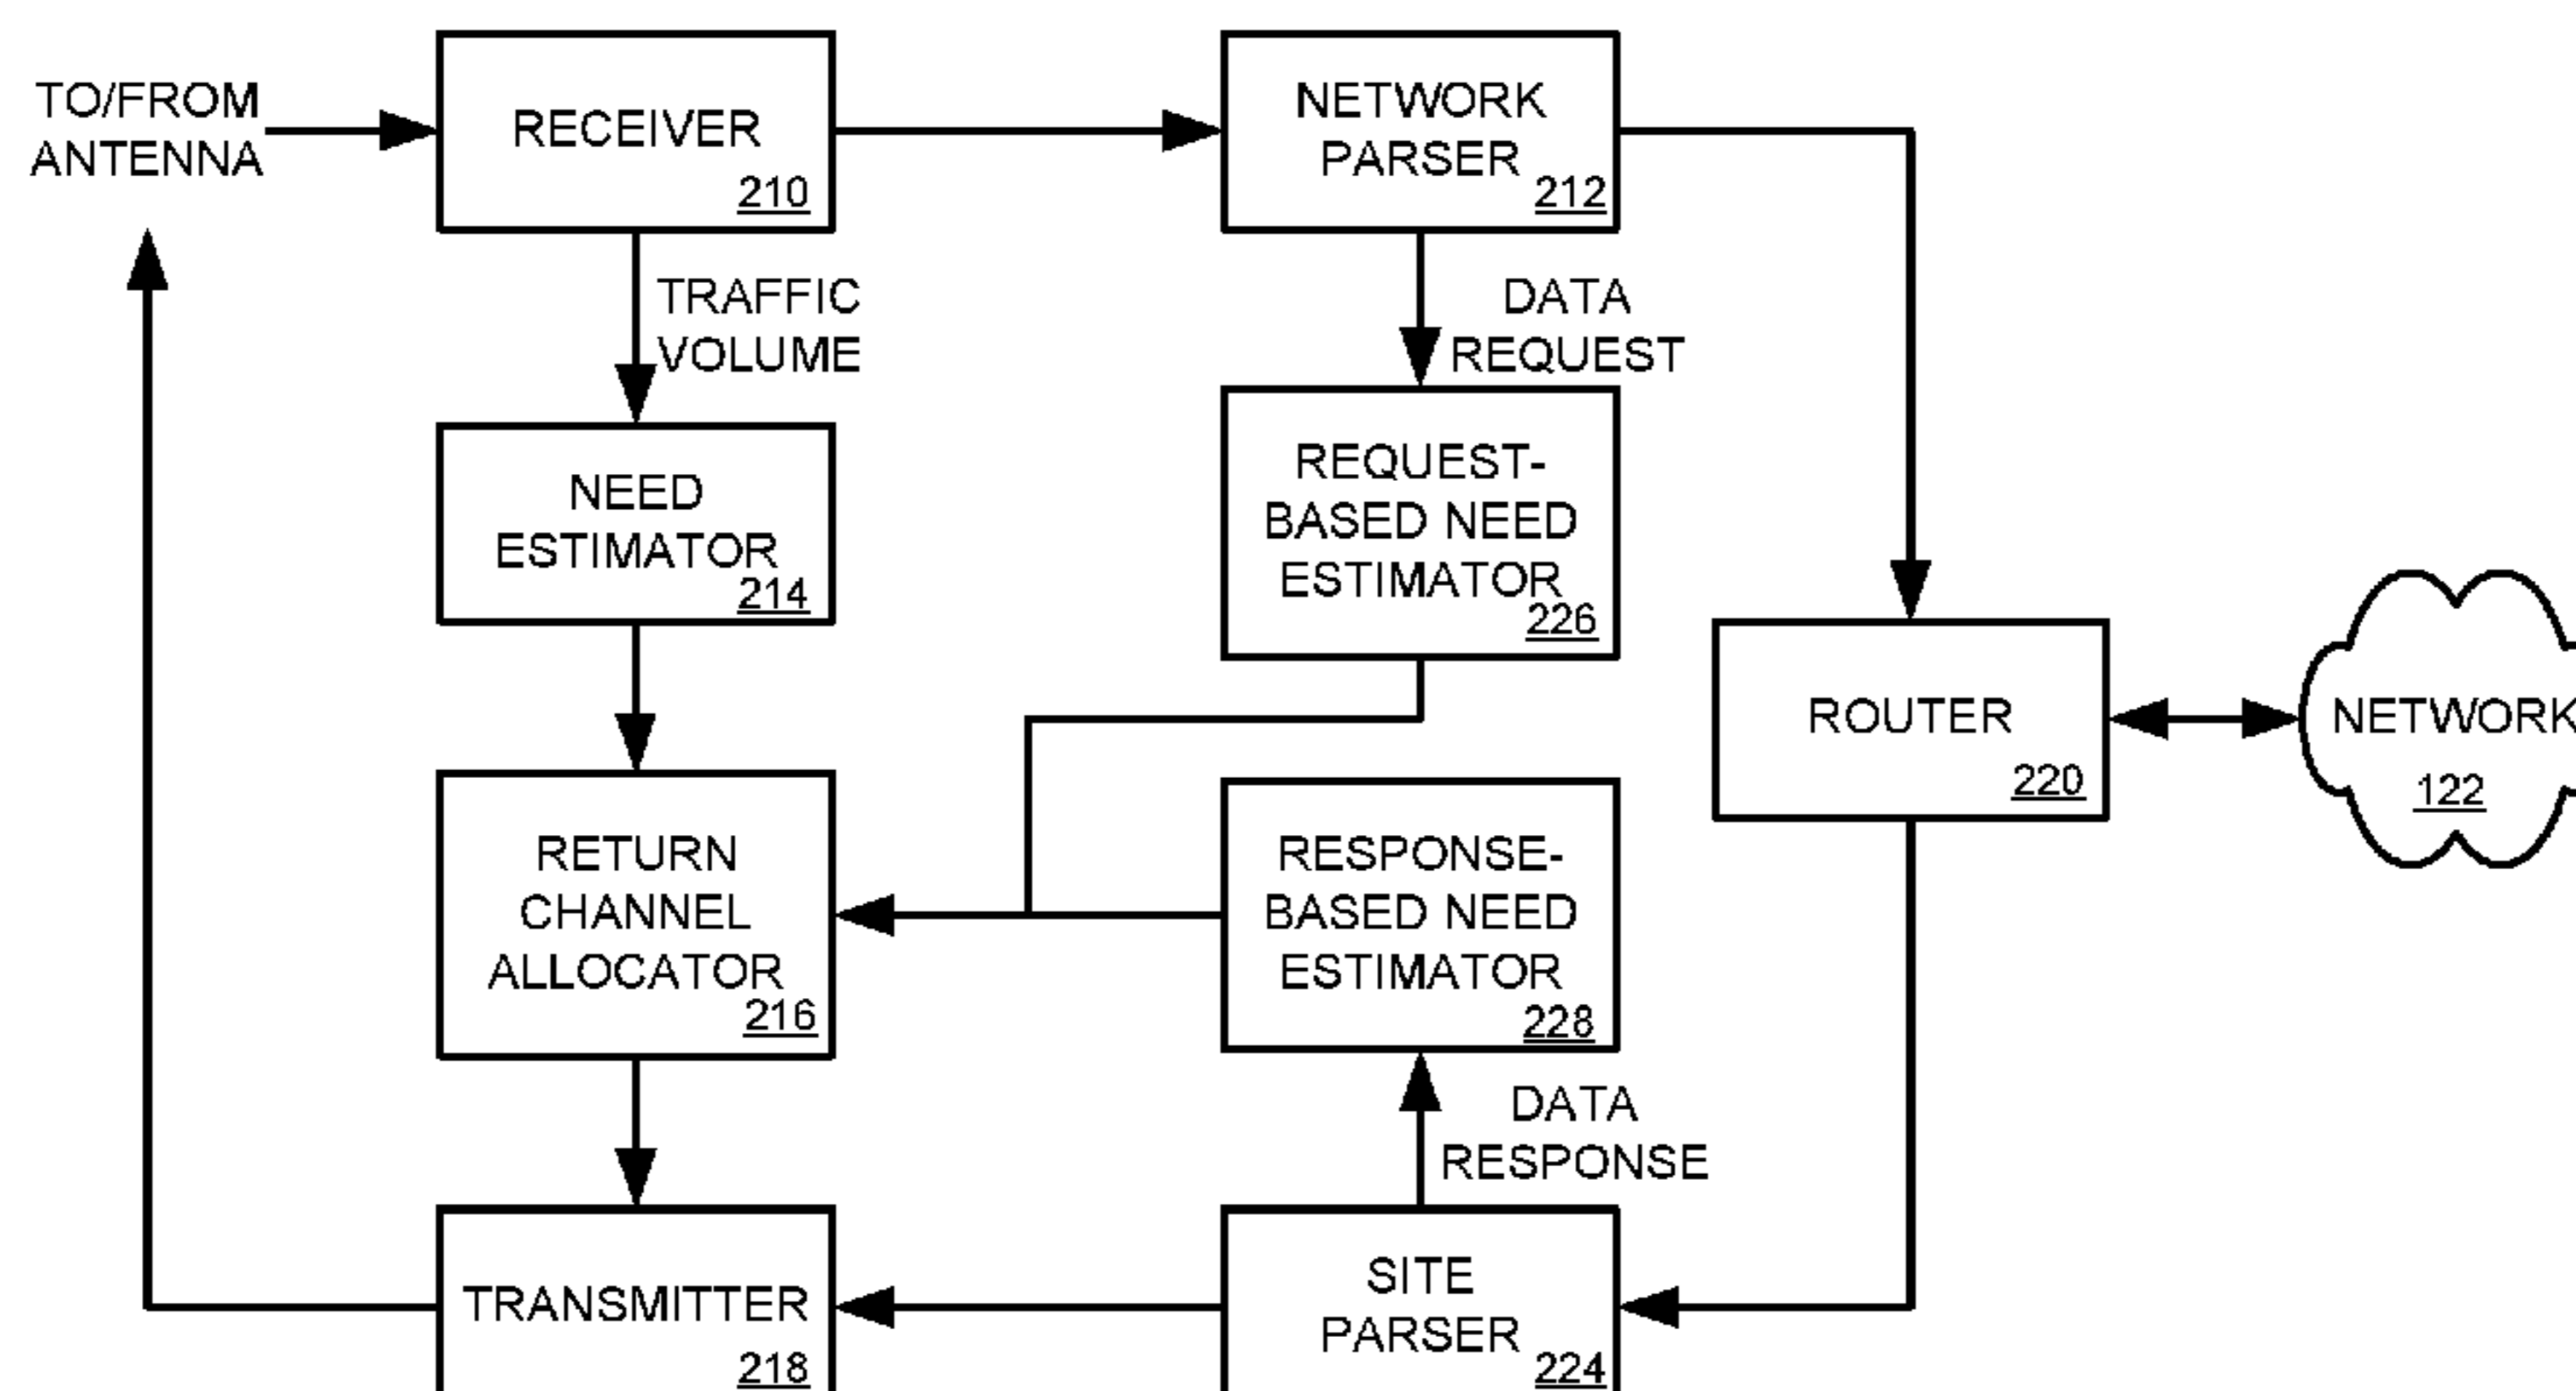 TO/FROM
ANTENNA
RECEIVER
210
NETWORK
PARSER
212
TRAFFIC
VOLUME
DATA
REQUEST
NEED
ESTIMATOR
214
REQUEST-
BASED NEED
ESTIMATOR
226
ROUTER
220
NETWORK
122
RETURN
CHANNEL
ALLOCATOR
216
RESPONSE-
BASED NEED
ESTIMATOR
228
DATA
RESPONSE
TRANSMITTER
218
SITE
PARSER
224